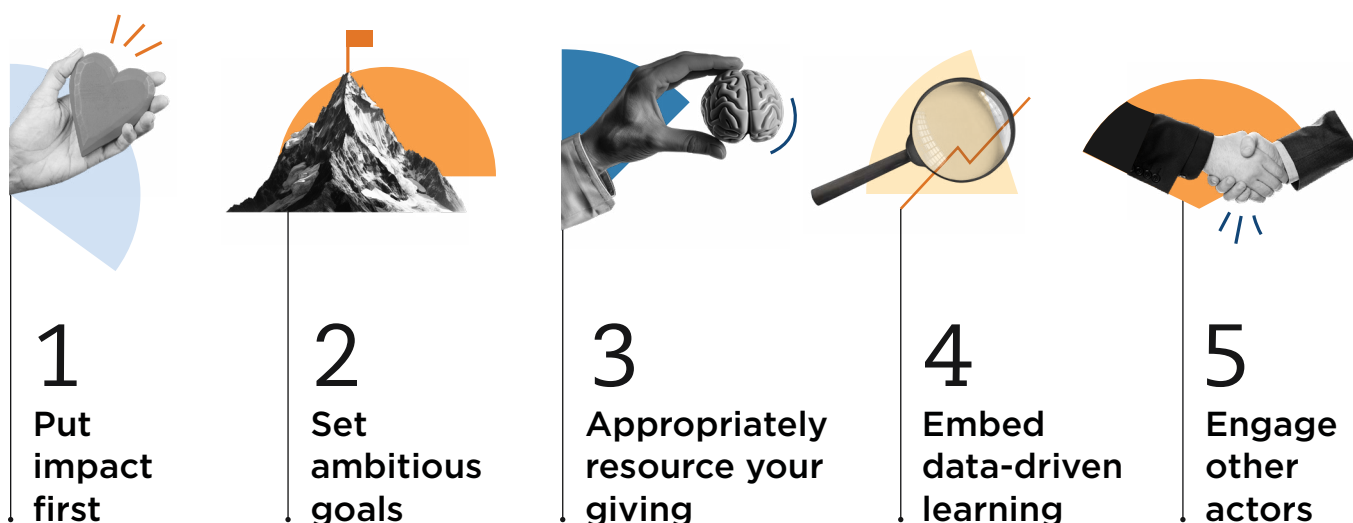 1
Put
impact
first
2
Set
ambitious
goals
3
Appropriately
resource your
giving
4
Embed
data-driven
learning
5
Engage
other
actors